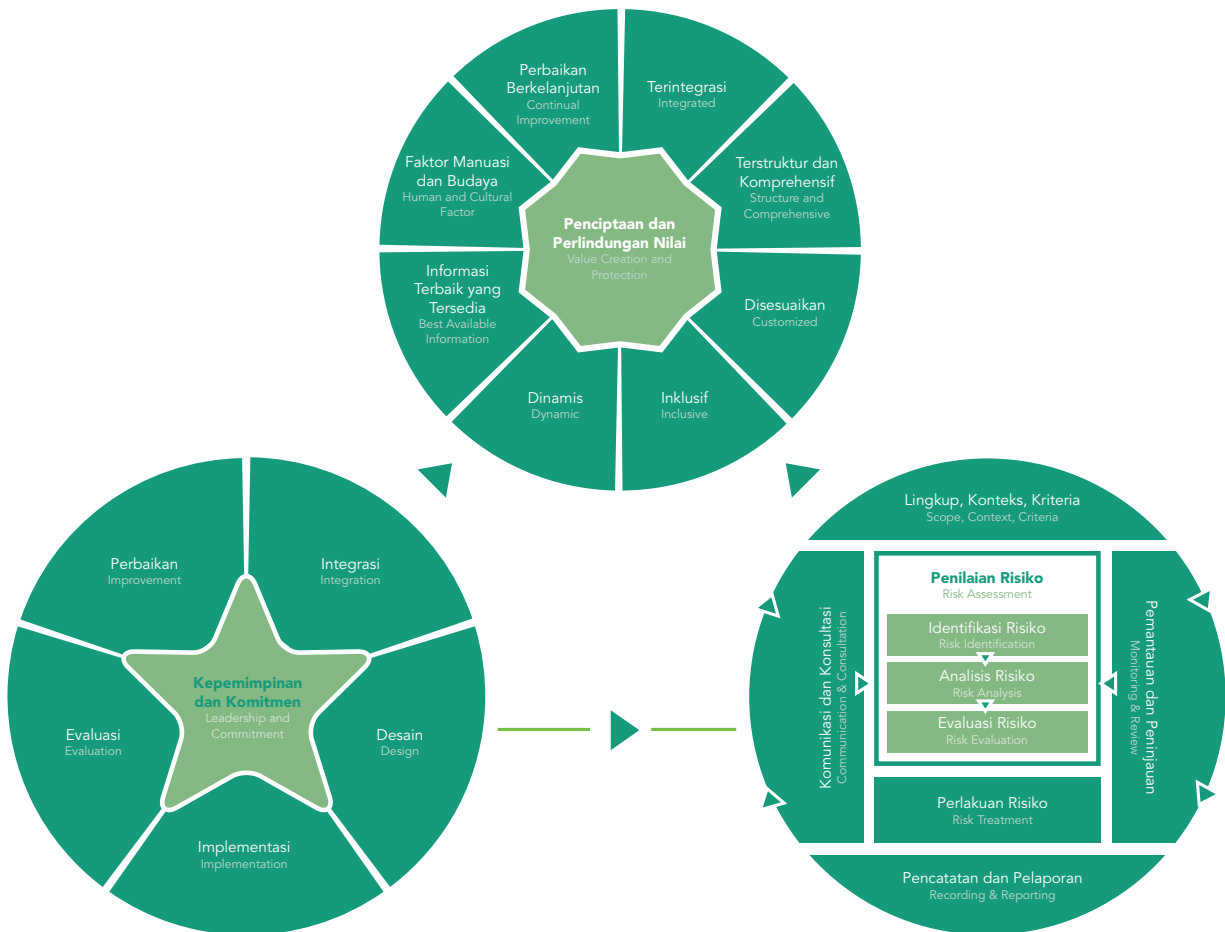 Perbaikan
Berkelanjutan
Continual
Improvement
Terintegrasi
Integrated
Faktor Manuasi
dan Budaya
Human and Cultural
Factor
Terstruktur dan
Komprehensif
Structure and
Comprehensive
Penciptaan dan
Perlindungan Nilai
Value Creation and
Protection
Informasi
Terbaik yang
Tersedia
Best Available
Information
Disesuaikan
Customized
Dinamis
Dynamic
Inklusif
Inclusive
Perbaikan
Improvement
Integrasi
Integration
Kepemimpinan
dan Komitmen
Leadership and
Commitment
Evaluasi
Evaluation
Desain
Design
Implementasi
Implementation
Lingkup, Konteks, Kriteria
Scope, Context, Criteria
Komunikasi dan Konsultasi
Communication & Consultation
Penilaian Risiko
Risk Assessment
Identifikasi Risiko
Risk Identification
Analisis Risiko
Risk Analysis
Evaluasi Risiko
Risk Evaluation
Pemantauan dan Peninjauan
Monitoring & Review
Perlakuan Risiko
Risk Treatment
Pencatatan dan Pelaporan
Recording & Reporting